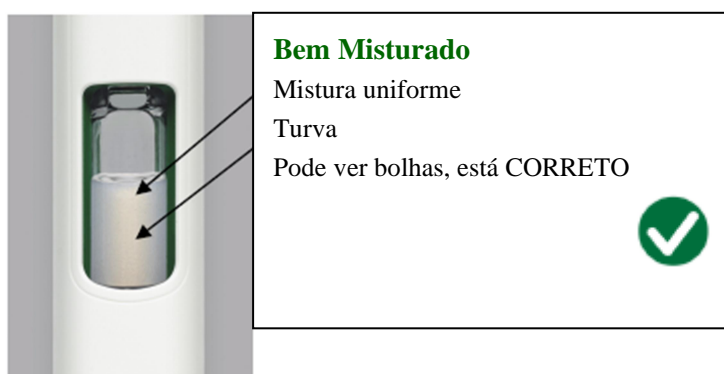 Bem Misturado
Mistura uniforme
Turva
Pode ver bolhas, está CORRETO